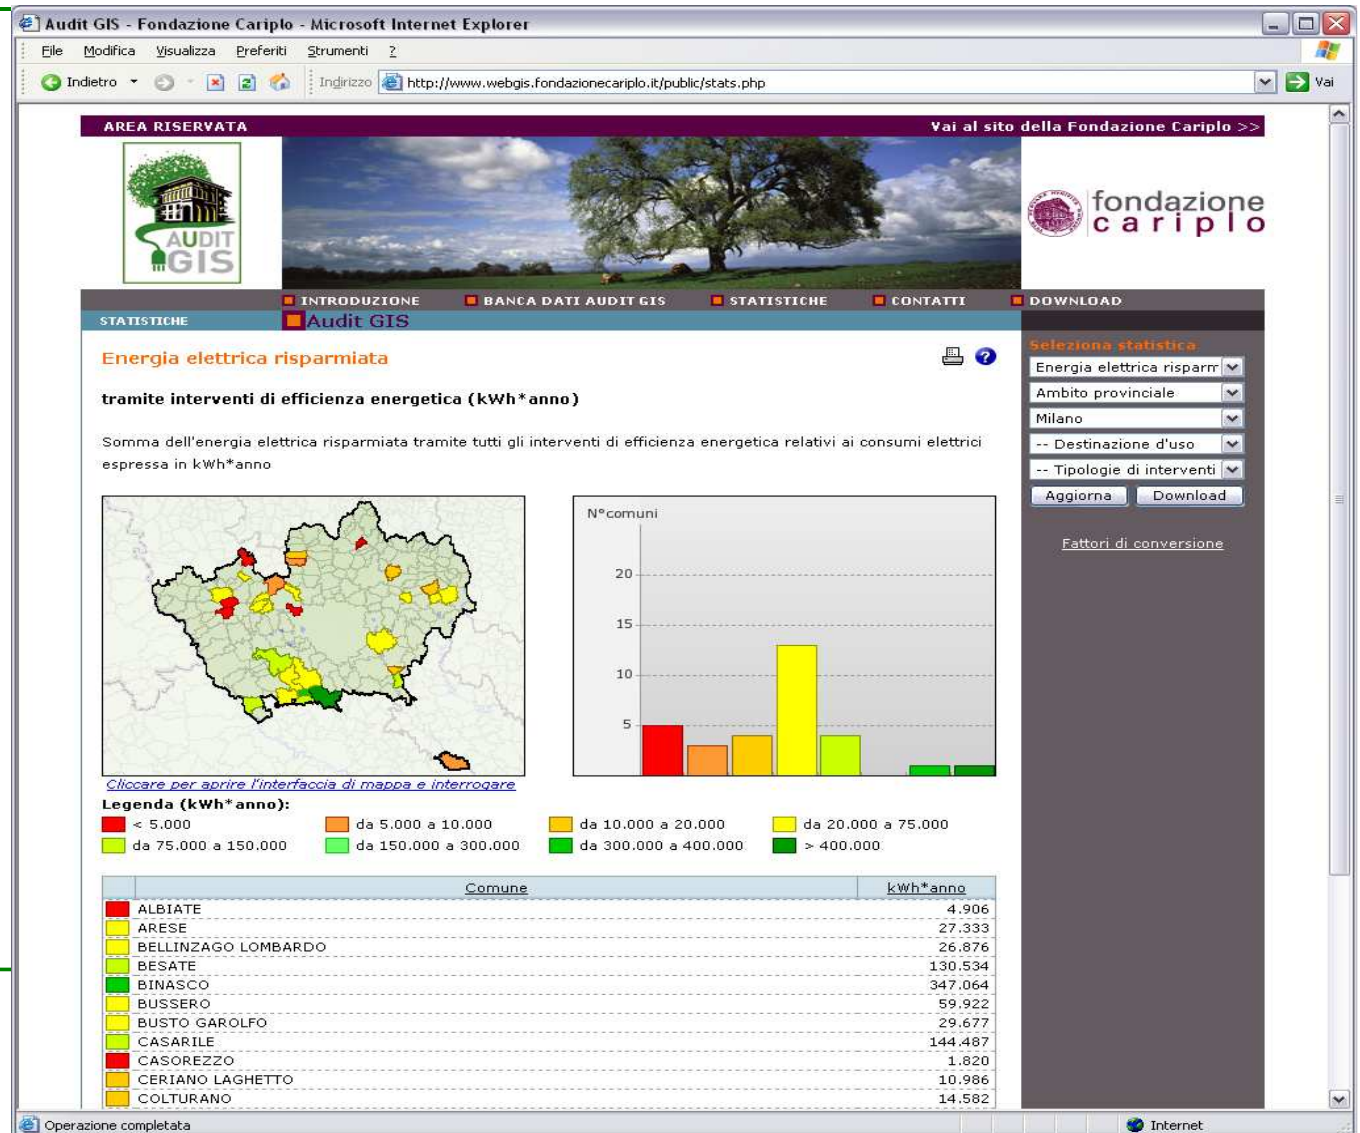 Audit GIS - Fondazione Cariplo - Microsoft Internet Explorer
File Modifica Visualizza Preferiti Strumenti ?
Indietro Indirizzo http://www.webgis.fondazionecariplo.it/public/stats.php Vai
AREA RISERVATA Vai al sito della Fondazione Cariplo >>
AUDIT
GIS
fondazione
cariplo
INTRODUZIONE BANCA DATI AUDIT GIS STATISTICHE CONTATTI DOWNLOAD
STATISTICHE Audit GIS
Energia elettrica risparmiata
tramite interventi di efficienza energetica (kWh*anno)
Somma dell'energia elettrica risparmiata tramite tutti gli interventi di efficienza energetica relativi ai consumi elettrici
espressa in kWh*anno
Seleziona statistica
Energia elettrica risparm
Ambito provinciale
Milano
-- Destinazione d'uso
-- Tipologie di interventi
Aggiorna Download
Fattori di conversione
N°comuni
20
15
10
5
Cliccare per aprire l'interfaccia di mappa e interrogare
Legenda (kWh*anno):
< 5.000 da 5.000 a 10.000 da 10.000 a 20.000 da 20.000 a 75.000
da 75.000 a 150.000 da 150.000 a 300.000 da 300.000 a 400.000 > 400.000
Comune kWh*anno
ALBIATE 4.906
ARESE 27.333
BELLINZAGO LOMBARDO 26.876
BESATE 130.534
BINASCO 347.064
BUSSERO 59.922
BUSTO GAROLFO 29.677
CASARILE 144.487
CASOREZZO 1.820
CERIANO LAGHETTO 10.986
COLTURANO 14.582
Operazione completata Internet